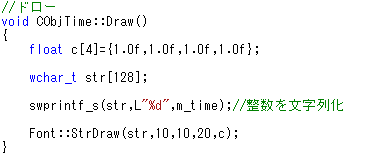 //ドロー
void CObjTime::Draw()
{
float c[4]={1.0f,1.0f,1.0f,1.0f};
wchar_t str[128];
swprintf_s(str,L"%d",m_time);//整数を文字列化
Font::StrDraw(str,10,10,20,c);
}